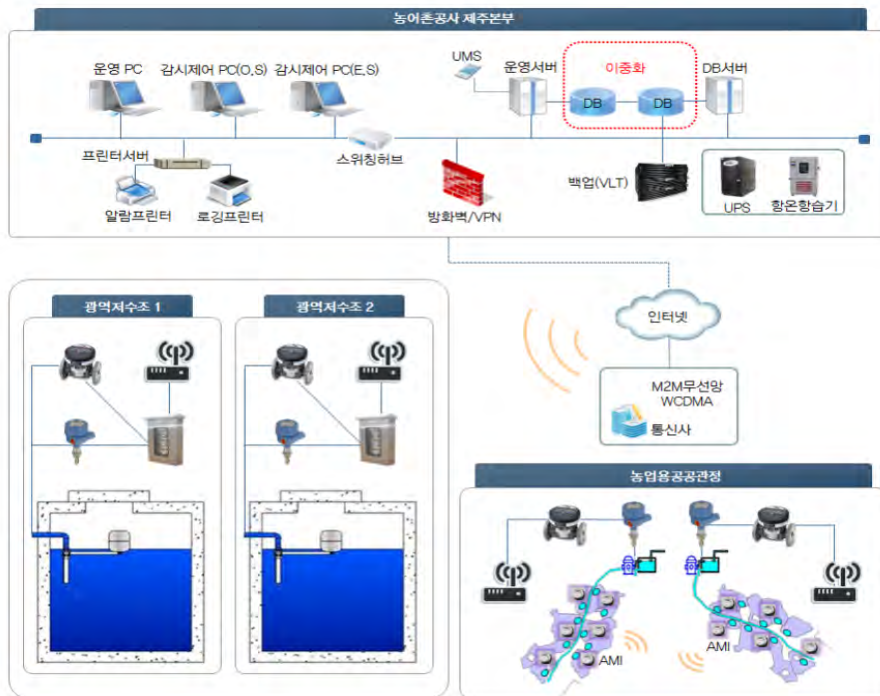 농어촌공사 제주본부
운영 PC
감시제어 PC(O,S)
감시제어 PC(E,S)
UMS
운영서버
이중화
DB서버
DB
DB
프린터서버
스위칭허브
알람프린터
로깅프린터
방화벽/VPN
백업(VLT)
UPS
항온항습기
광역저수조 1
광역저수조 2
인터넷
M2M무선망
WCDMA
통신사
농업용공공관정
AMI
AMI